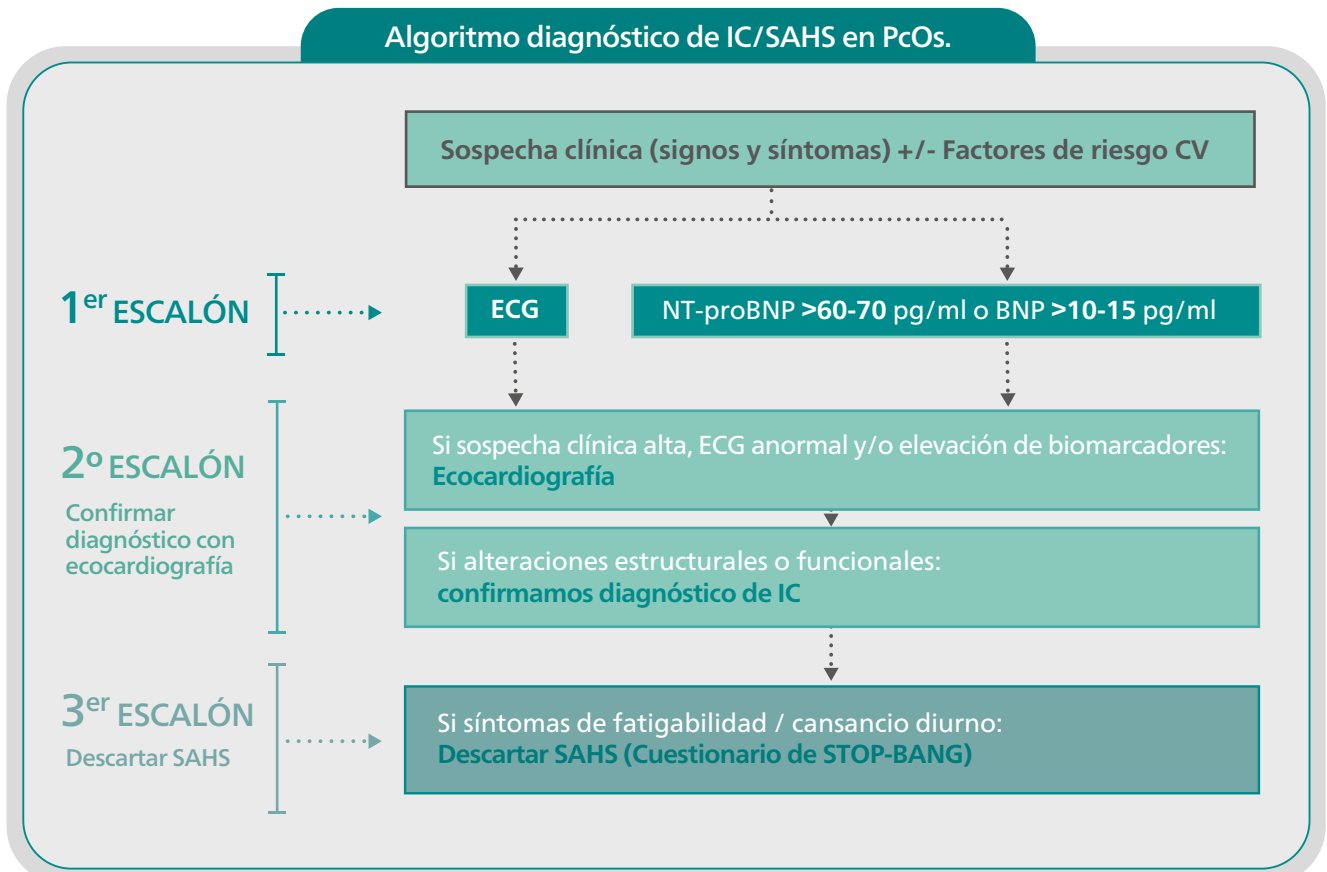 Algoritmo diagnóstico de IC/SAHS en PcOs.
Sospecha clínica (signos y síntomas) +/- Factores de riesgo CV
1er ESCALÓN
ECG
NT-proBNP >60-70 pg/ml o BNP >10-15 pg/ml
2º ESCALÓN
Confirmar
diagnóstico con
ecocardiografía
Si sospecha clínica alta, ECG anormal y/o elevación de biomarcadores:
Ecocardiografía
Si alteraciones estructurales o funcionales:
confirmamos diagnóstico de IC
3er ESCALÓN
Descartar SAHS
Si síntomas de fatigabilidad / cansancio diurno:
Descartar SAHS (Cuestionario de STOP-BANG)